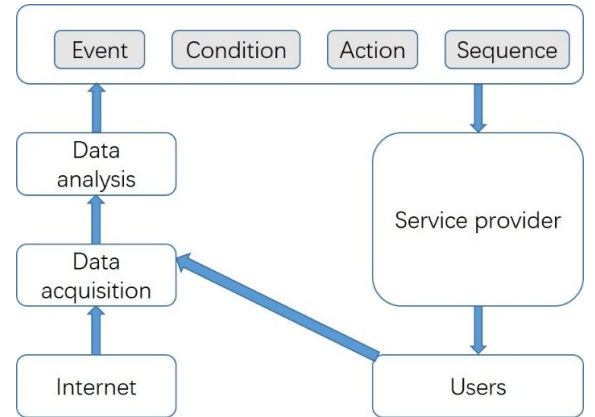 Event
Condition
Action
Sequence
Data
analysis
Service provider
Data
acquisition
Internet
Users